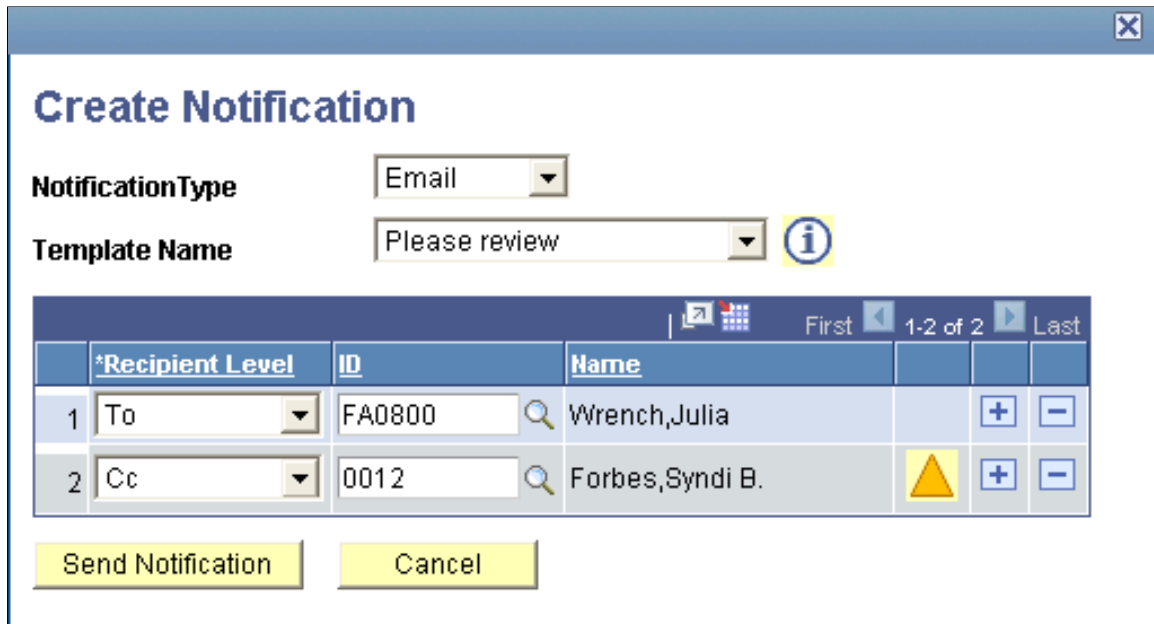 Create Notification
NotificationType Email
Template Name Please review
First 1-2 of 2 Last
*Recipient Level ID Name
1 To FA0800 Wrench,Julia
2 Cc 0012 Forbes,Syndi B.
Send Notification Cancel